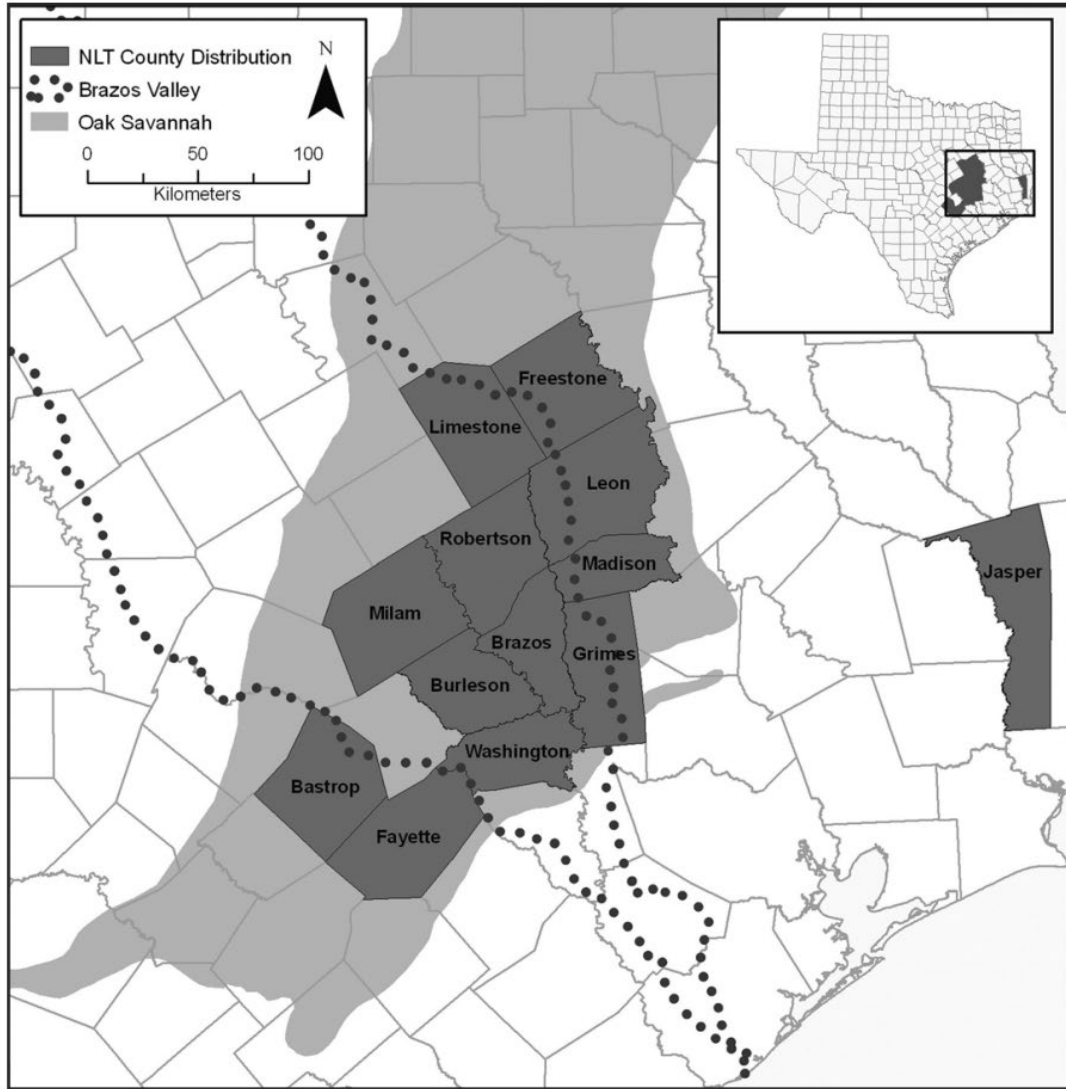 NLT County Distribution
N
Brazos Valley
Oak Savannah
0 50 100
Kilometers
Freestone
Limestone
Leon
Robertson
Madison
Jasper
Milam
Brazos
Grimes
Burleson
Washington
Bastrop
Fayette